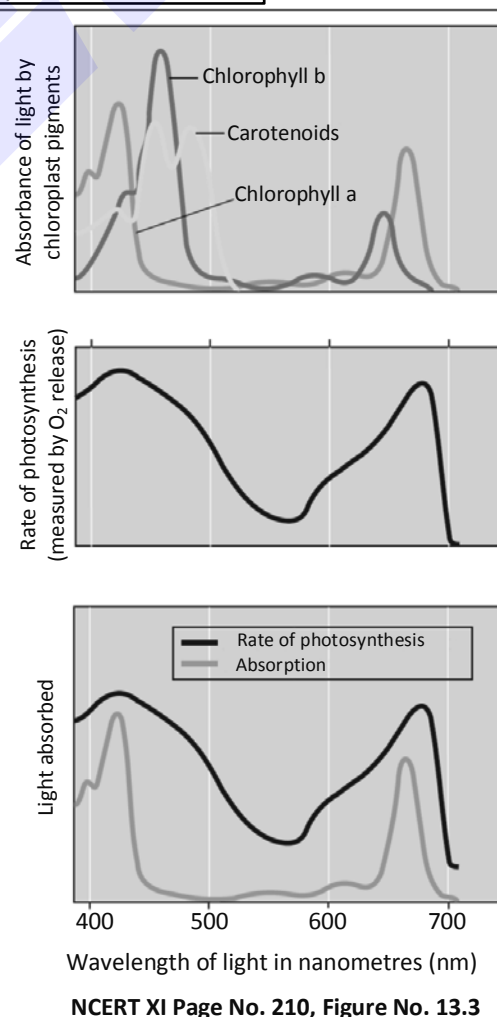 Absorbance of light by
chloroplast pigments
Chlorophyll b
Carotenoids
Chlorophyll a
Rate of photosynthesis
(measured by O₂ release)
Rate of photosynthesis
Absorption
Light absorbed
400 500 600 700
Wavelength of light in nanometres (nm)
NCERT XI Page No. 210, Figure No. 13.3